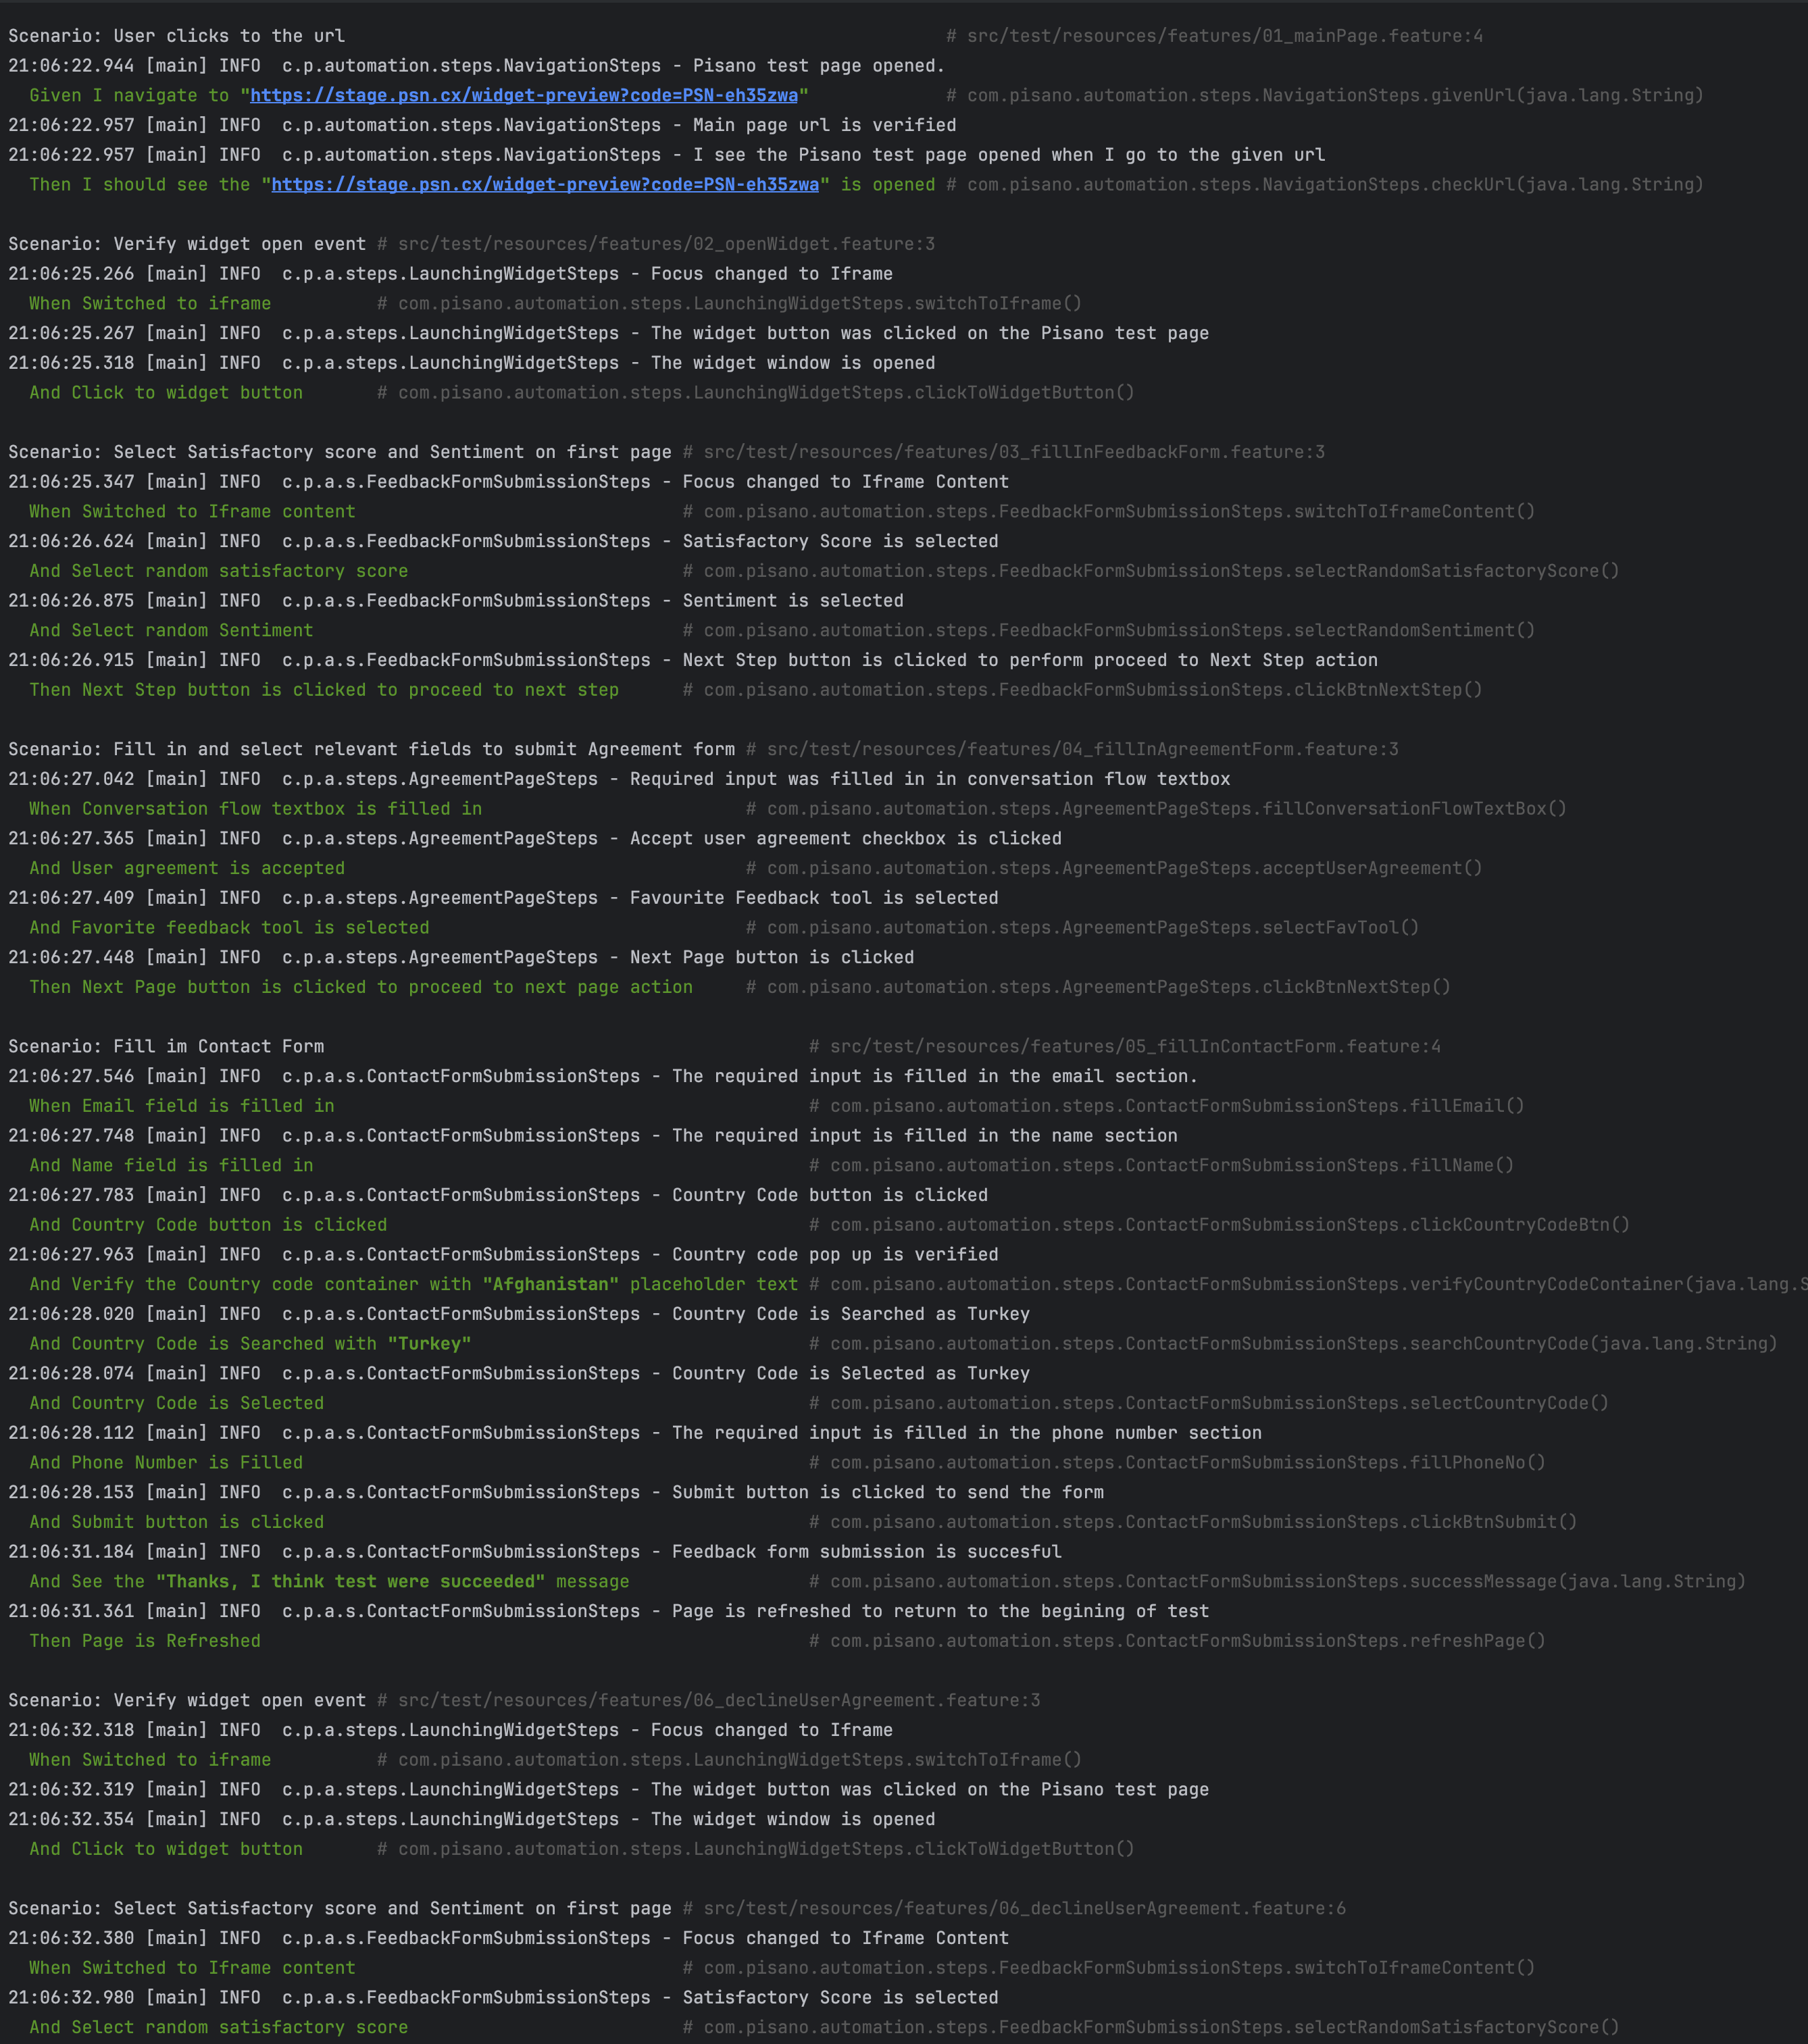 Scenario: User clicks to the url # src/test/resources/features/01_mainPage.feature:4
21:06:22.944 [main] INFO  c.p.automation.steps.NavigationSteps - Pisano test page opened.
Given I navigate to "https://stage.psn.cx/widget-preview?code=PSN-eh35zwa" # com.pisano.automation.steps.NavigationSteps.givenUrl(java.lang.String)
21:06:22.957 [main] INFO  c.p.automation.steps.NavigationSteps - Main page url is verified
21:06:22.957 [main] INFO  c.p.automation.steps.NavigationSteps - I see the Pisano test page opened when I go to the given url
Then I should see the "https://stage.psn.cx/widget-preview?code=PSN-eh35zwa" is opened # com.pisano.automation.steps.NavigationSteps.checkUrl(java.lang.String)
Scenario: Verify widget open event # src/test/resources/features/02_openWidget.feature:3
21:06:25.266 [main] INFO  c.p.a.steps.LaunchingWidgetSteps - Focus changed to Iframe
When Switched to iframe # com.pisano.automation.steps.LaunchingWidgetSteps.switchToIframe()
21:06:25.267 [main] INFO  c.p.a.steps.LaunchingWidgetSteps - The widget button was clicked on the Pisano test page
21:06:25.318 [main] INFO  c.p.a.steps.LaunchingWidgetSteps - The widget window is opened
And Click to widget button # com.pisano.automation.steps.LaunchingWidgetSteps.clickToWidgetButton()
Scenario: Select Satisfactory score and Sentiment on first page # src/test/resources/features/03_fillInFeedbackForm.feature:3
21:06:25.347 [main] INFO  c.p.a.s.FeedbackFormSubmissionSteps - Focus changed to Iframe Content
When Switched to Iframe content # com.pisano.automation.steps.FeedbackFormSubmissionSteps.switchToIframeContent()
21:06:26.624 [main] INFO  c.p.a.s.FeedbackFormSubmissionSteps - Satisfactory Score is selected
And Select random satisfactory score # com.pisano.automation.steps.FeedbackFormSubmissionSteps.selectRandomSatisfactoryScore()
21:06:26.875 [main] INFO  c.p.a.s.FeedbackFormSubmissionSteps - Sentiment is selected
And Select random Sentiment # com.pisano.automation.steps.FeedbackFormSubmissionSteps.selectRandomSentiment()
21:06:26.915 [main] INFO  c.p.a.s.FeedbackFormSubmissionSteps - Next Step button is clicked to perform proceed to Next Step action
Then Next Step button is clicked to proceed to next step # com.pisano.automation.steps.FeedbackFormSubmissionSteps.clickBtnNextStep()
Scenario: Fill in and select relevant fields to submit Agreement form # src/test/resources/features/04_fillInAgreementForm.feature:3
21:06:27.042 [main] INFO  c.p.a.steps.AgreementPageSteps - Required input was filled in in conversation flow textbox
When Conversation flow textbox is filled in # com.pisano.automation.steps.AgreementPageSteps.fillConversationFlowTextBox()
21:06:27.365 [main] INFO  c.p.a.steps.AgreementPageSteps - Accept user agreement checkbox is clicked
And User agreement is accepted # com.pisano.automation.steps.AgreementPageSteps.acceptUserAgreement()
21:06:27.409 [main] INFO  c.p.a.steps.AgreementPageSteps - Favourite Feedback tool is selected
And Favorite feedback tool is selected # com.pisano.automation.steps.AgreementPageSteps.selectFavTool()
21:06:27.448 [main] INFO  c.p.a.steps.AgreementPageSteps - Next Page button is clicked
Then Next Page button is clicked to proceed to next page action # com.pisano.automation.steps.AgreementPageSteps.clickBtnNextStep()
Scenario: Fill im Contact Form # src/test/resources/features/05_fillInContactForm.feature:4
21:06:27.546 [main] INFO  c.p.a.s.ContactFormSubmissionSteps - The required input is filled in the email section.
When Email field is filled in # com.pisano.automation.steps.ContactFormSubmissionSteps.fillEmail()
21:06:27.748 [main] INFO  c.p.a.s.ContactFormSubmissionSteps - The required input is filled in the name section
And Name field is filled in # com.pisano.automation.steps.ContactFormSubmissionSteps.fillName()
21:06:27.783 [main] INFO  c.p.a.s.ContactFormSubmissionSteps - Country Code button is clicked
And Country Code button is clicked # com.pisano.automation.steps.ContactFormSubmissionSteps.clickCountryCodeBtn()
21:06:27.963 [main] INFO  c.p.a.s.ContactFormSubmissionSteps - Country code pop up is verified
And Verify the Country code container with "Afghanistan" placeholder text # com.pisano.automation.steps.ContactFormSubmissionSteps.verifyCountryCodeContainer(java.lang.S
21:06:28.020 [main] INFO  c.p.a.s.ContactFormSubmissionSteps - Country Code is Searched as Turkey
And Country Code is Searched with "Turkey" # com.pisano.automation.steps.ContactFormSubmissionSteps.searchCountryCode(java.lang.String)
21:06:28.074 [main] INFO  c.p.a.s.ContactFormSubmissionSteps - Country Code is Selected as Turkey
And Country Code is Selected # com.pisano.automation.steps.ContactFormSubmissionSteps.selectCountryCode()
21:06:28.112 [main] INFO  c.p.a.s.ContactFormSubmissionSteps - The required input is filled in the phone number section
And Phone Number is Filled # com.pisano.automation.steps.ContactFormSubmissionSteps.fillPhoneNo()
21:06:28.153 [main] INFO  c.p.a.s.ContactFormSubmissionSteps - Submit button is clicked to send the form
And Submit button is clicked # com.pisano.automation.steps.ContactFormSubmissionSteps.clickBtnSubmit()
21:06:31.184 [main] INFO  c.p.a.s.ContactFormSubmissionSteps - Feedback form submission is succesful
And See the "Thanks, I think test were succeeded" message # com.pisano.automation.steps.ContactFormSubmissionSteps.successMessage(java.lang.String)
21:06:31.361 [main] INFO  c.p.a.s.ContactFormSubmissionSteps - Page is refreshed to return to the begining of test
Then Page is Refreshed # com.pisano.automation.steps.ContactFormSubmissionSteps.refreshPage()
Scenario: Verify widget open event # src/test/resources/features/06_declineUserAgreement.feature:3
21:06:32.318 [main] INFO  c.p.a.steps.LaunchingWidgetSteps - Focus changed to Iframe
When Switched to iframe # com.pisano.automation.steps.LaunchingWidgetSteps.switchToIframe()
21:06:32.319 [main] INFO  c.p.a.steps.LaunchingWidgetSteps - The widget button was clicked on the Pisano test page
21:06:32.354 [main] INFO  c.p.a.steps.LaunchingWidgetSteps - The widget window is opened
And Click to widget button # com.pisano.automation.steps.LaunchingWidgetSteps.clickToWidgetButton()
Scenario: Select Satisfactory score and Sentiment on first page # src/test/resources/features/06_declineUserAgreement.feature:6
21:06:32.380 [main] INFO  c.p.a.s.FeedbackFormSubmissionSteps - Focus changed to Iframe Content
When Switched to Iframe content # com.pisano.automation.steps.FeedbackFormSubmissionSteps.switchToIframeContent()
21:06:32.980 [main] INFO  c.p.a.s.FeedbackFormSubmissionSteps - Satisfactory Score is selected
And Select random satisfactory score # com.pisano.automation.steps.FeedbackFormSubmissionSteps.selectRandomSatisfactoryScore()